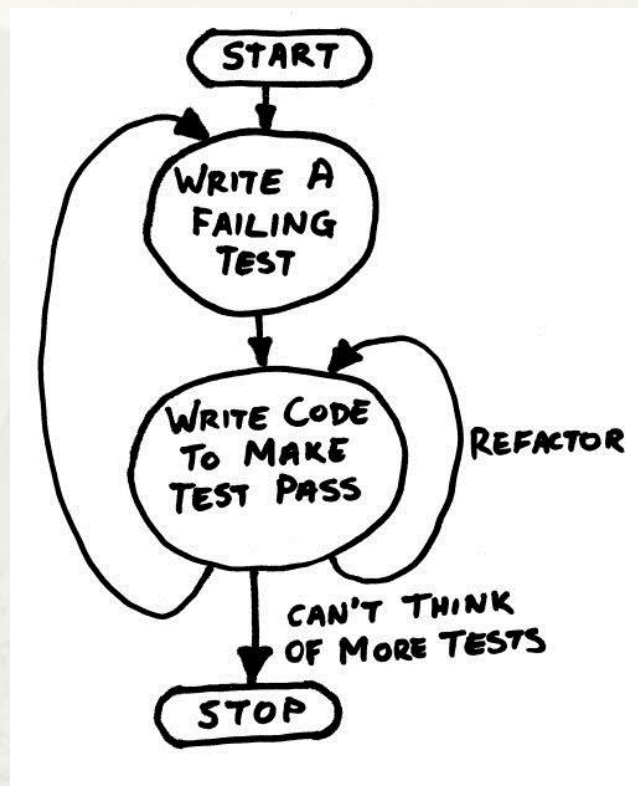 START
WRITE A
FAILING
TEST
WRITE CODE
TO MAKE
TEST PASS
REFACTOR
CAN'T THINK
OF MORE TESTS
STOP